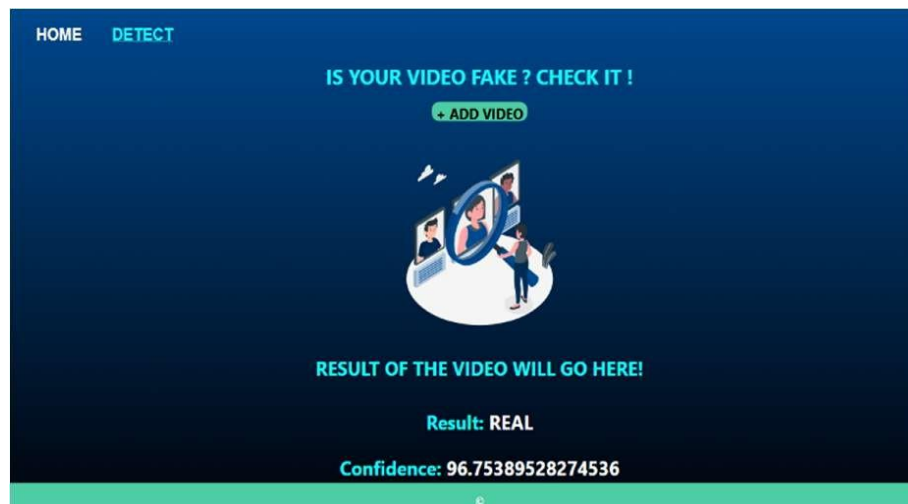 HOME DETECT
IS YOUR VIDEO FAKE ? CHECK IT !
+ ADD VIDEO
RESULT OF THE VIDEO WILL GO HERE!
Result: REAL
Confidence: 96.75389528274536
©